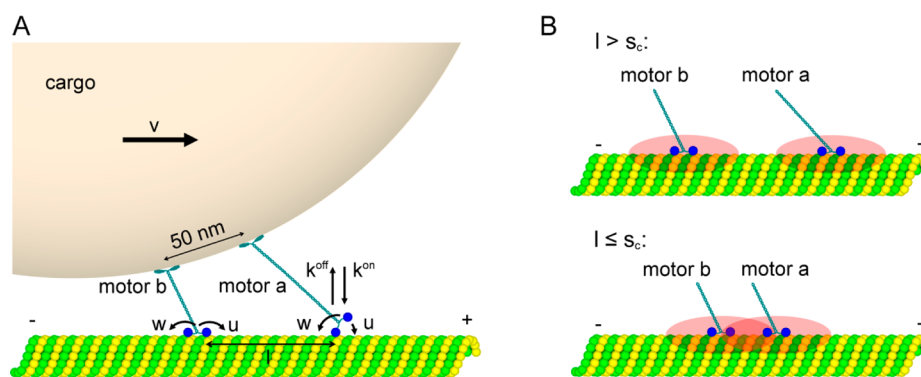 A
cargo
v
50 nm
motor b
motor a
k^off
k^on
w
u
w
u
-
+
l
B
l > s_c:
motor b
motor a
-
-
l ≤ s_c:
motor b
motor a
-
-